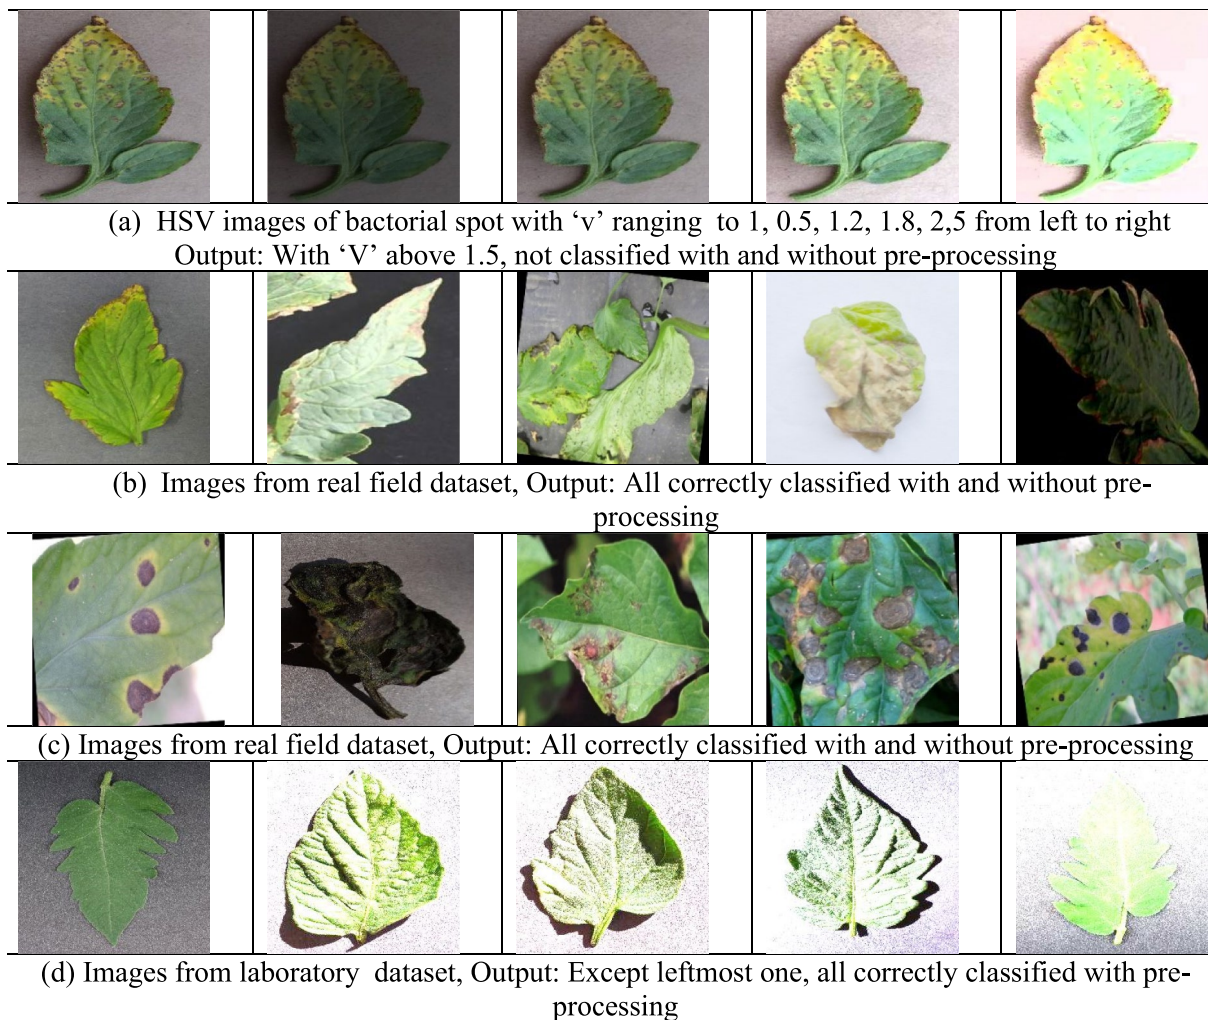 (a) HSV images of bactorial spot with ‘v’ ranging to 1, 0.5, 1.2, 1.8, 2,5 from left to right
Output: With ‘V’ above 1.5, not classified with and without pre-processing
(b) Images from real field dataset, Output: All correctly classified with and without pre-
processing
(c) Images from real field dataset, Output: All correctly classified with and without pre-processing
(d) Images from laboratory dataset, Output: Except leftmost one, all correctly classified with pre-
processing